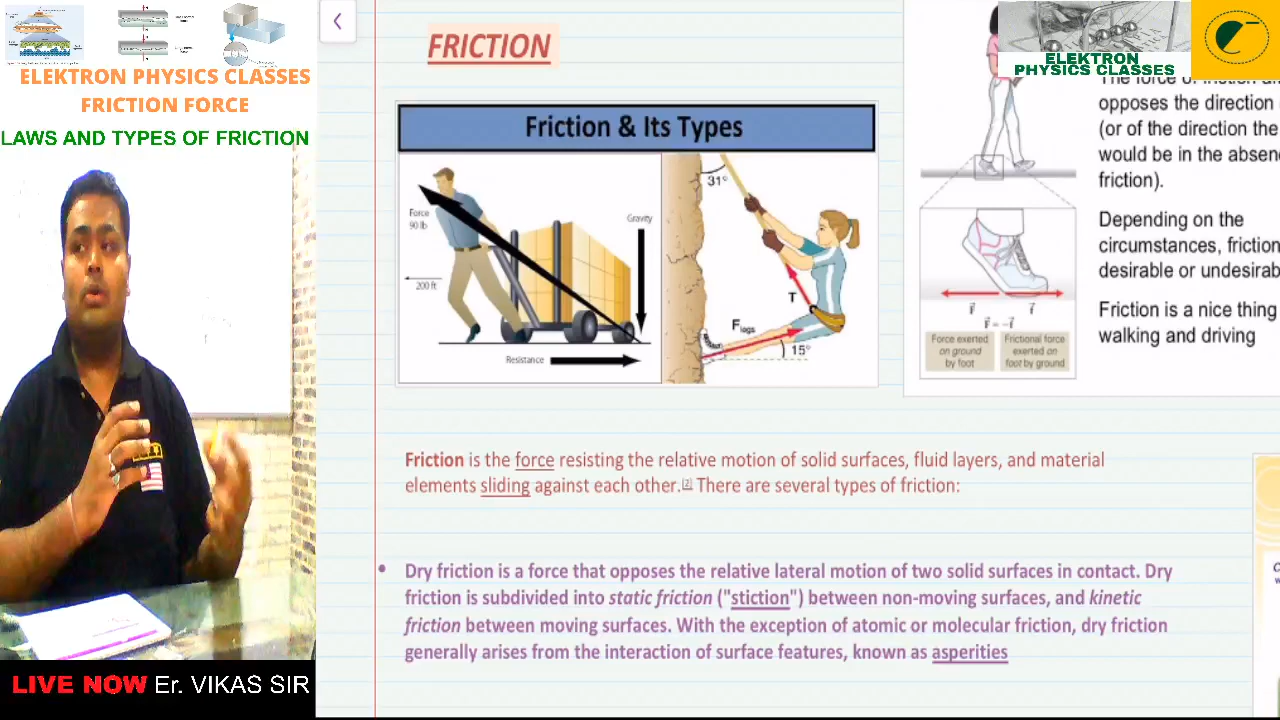 ELEKTRON PHYSICS CLASSES
FRICTION FORCE
LAWS AND TYPES OF FRICTION
LIVE NOW Er. VIKAS SIR
FRICTION
Friction & Its Types
Force
90 lb
Gravity
200 ft
Resistance
31°
T
F legs
15°
ELEKTRON
PHYSICS CLASSES
opposes the direction
(or of the direction the
would be in the absen
friction).
Depending on the
circumstances, friction
desirable or undesirab
Friction is a nice thing
walking and driving
F = -f
Force exerted
on ground
by foot
Frictional force
exerted on
foot by ground
Friction is the force resisting the relative motion of solid surfaces, fluid layers, and material
elements sliding against each other.[2] There are several types of friction:
• Dry friction is a force that opposes the relative lateral motion of two solid surfaces in contact. Dry
friction is subdivided into static friction ("stiction") between non-moving surfaces, and kinetic
friction between moving surfaces. With the exception of atomic or molecular friction, dry friction
generally arises from the interaction of surface features, known as asperities